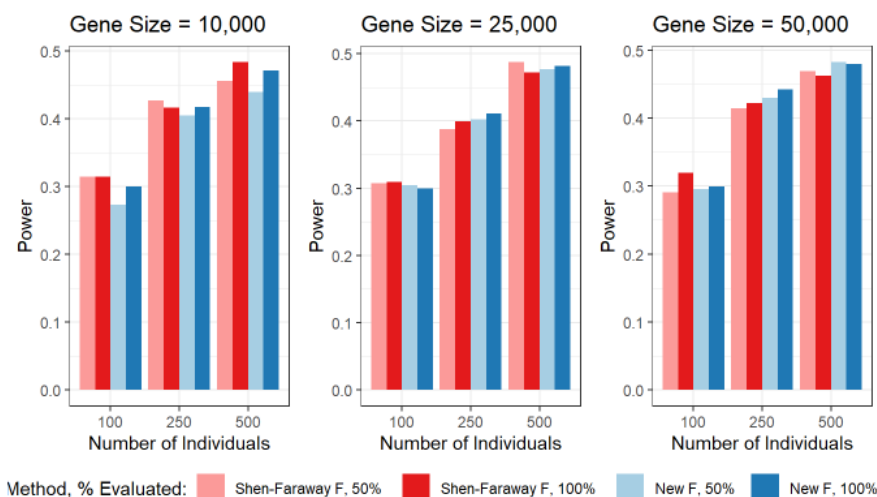 Gene Size = 10,000
Gene Size = 25,000
Gene Size = 50,000
0.5
0.4
0.3
0.2
0.1
0.0
Power
100
250
500
Number of Individuals
0.5
0.4
0.3
0.2
0.1
0.0
Power
100
250
500
Number of Individuals
0.5
0.4
0.3
0.2
0.1
0.0
Power
100
250
500
Number of Individuals
Method, % Evaluated:
Shen-Faraway F, 50%
Shen-Faraway F, 100%
New F, 50%
New F, 100%